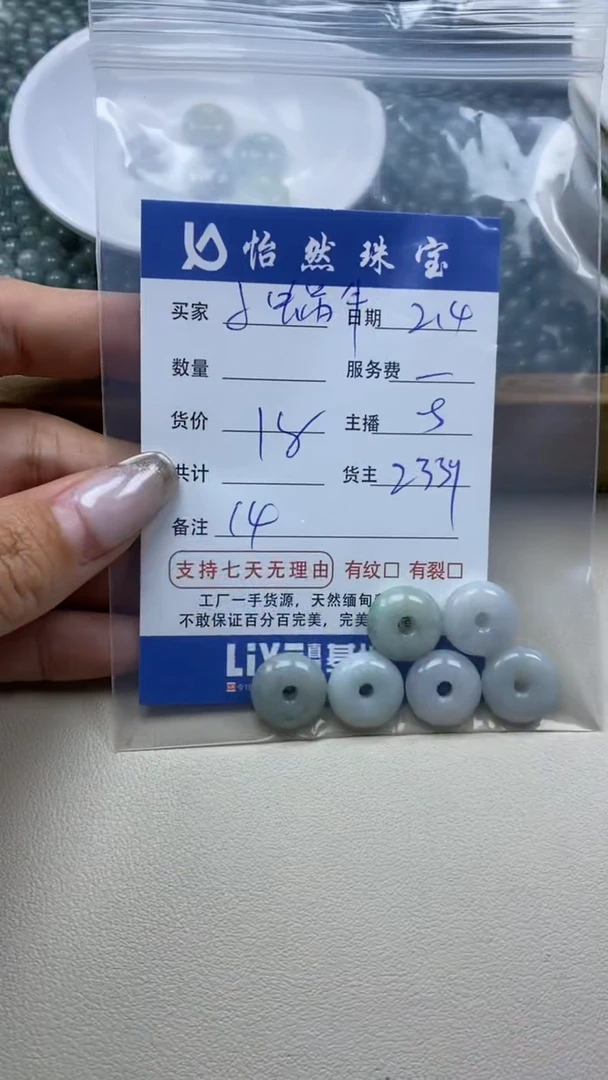 怡然珠宝
买家 日期 2.4
数量 服务费 一
货价 18 主播
共计 货主 2339
备注 14
支持七天无理由 有纹□ 有裂□
工厂一手货源，天然缅甸
不敢保证百分百完美，完美